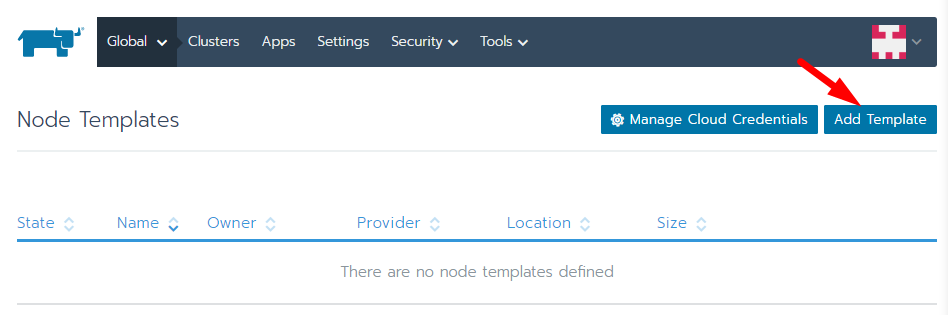 Global Clusters Apps Settings Security Tools
Node Templates Manage Cloud Credentials Add Template
State Name Owner Provider Location Size
There are no node templates defined